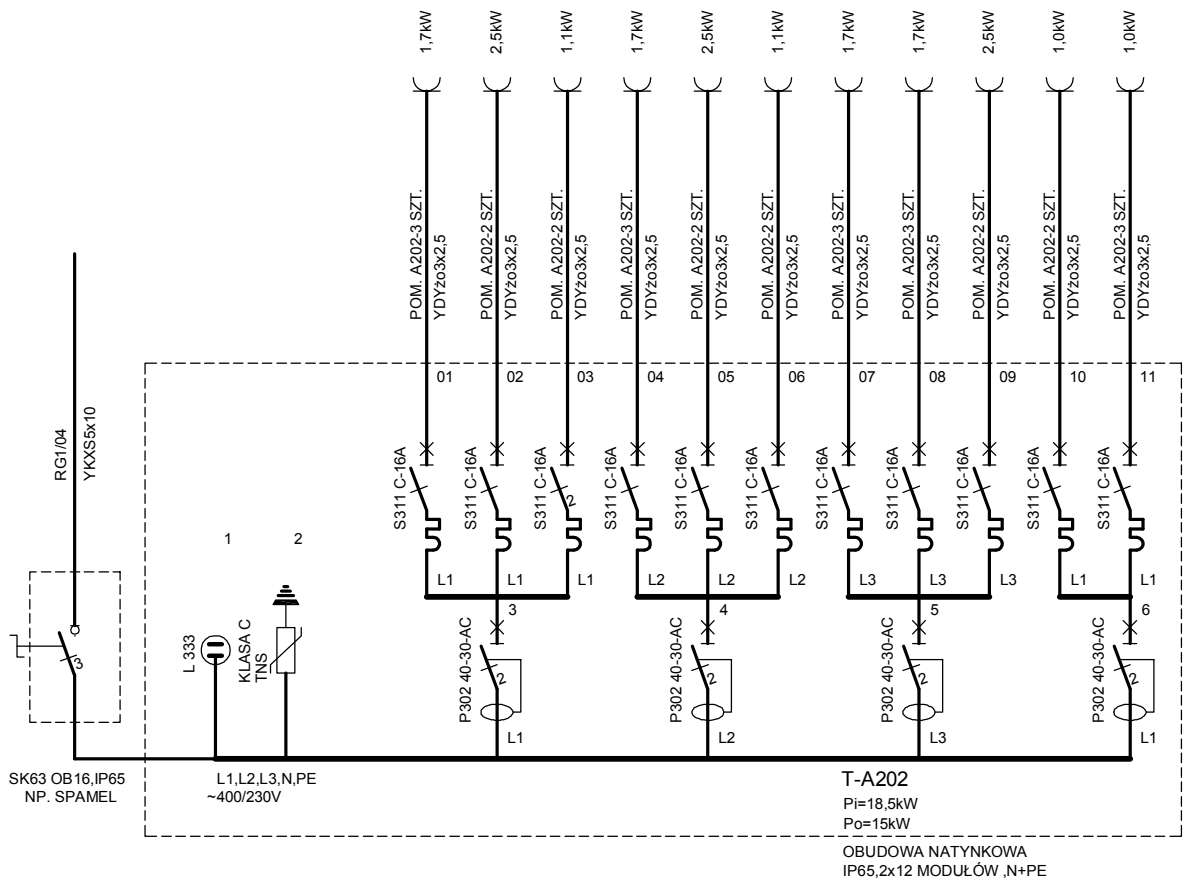 1,7kW
2,5kW
1,1kW
1,7kW
2,5kW
1,1kW
1,7kW
1,7kW
2,5kW
1,0kW
1,0kW
POM. A202-3 SZT.
YDYżo3x2,5
POM. A202-2 SZT.
YDYżo3x2,5
POM. A202-2 SZT.
YDYżo3x2,5
POM. A202-3 SZT.
YDYżo3x2,5
POM. A202-2 SZT.
YDYżo3x2,5
POM. A202-2 SZT.
YDYżo3x2,5
POM. A202-3 SZT.
YDYżo3x2,5
POM. A202-3 SZT.
YDYżo3x2,5
POM. A202-2 SZT.
YDYżo3x2,5
POM. A202-2 SZT.
YDYżo3x2,5
POM. A202-3 SZT.
YDYżo3x2,5
01
02
03
04
05
06
07
08
09
10
11
RG1/04
YKXS5x10
S311 C-16A
S311 C-16A
S311 C-16A
2
S311 C-16A
S311 C-16A
S311 C-16A
S311 C-16A
S311 C-16A
S311 C-16A
S311 C-16A
S311 C-16A
1
2
L1
L1
L1
L2
L2
L2
L3
L3
L3
L1
L1
3
4
5
6
3
L 333
KLASA C
TNS
P302 40-30-AC
2
P302 40-30-AC
2
P302 40-30-AC
2
P302 40-30-AC
2
L1
L2
L3
L1
SK63 OB16,IP65
NP. SPAMEL
L1,L2,L3,N,PE
~400/230V
T-A202
Pi=18,5kW
Po=15kW
OBUDOWA NATYNKOWA
IP65,2x12 MODUŁÓW ,N+PE